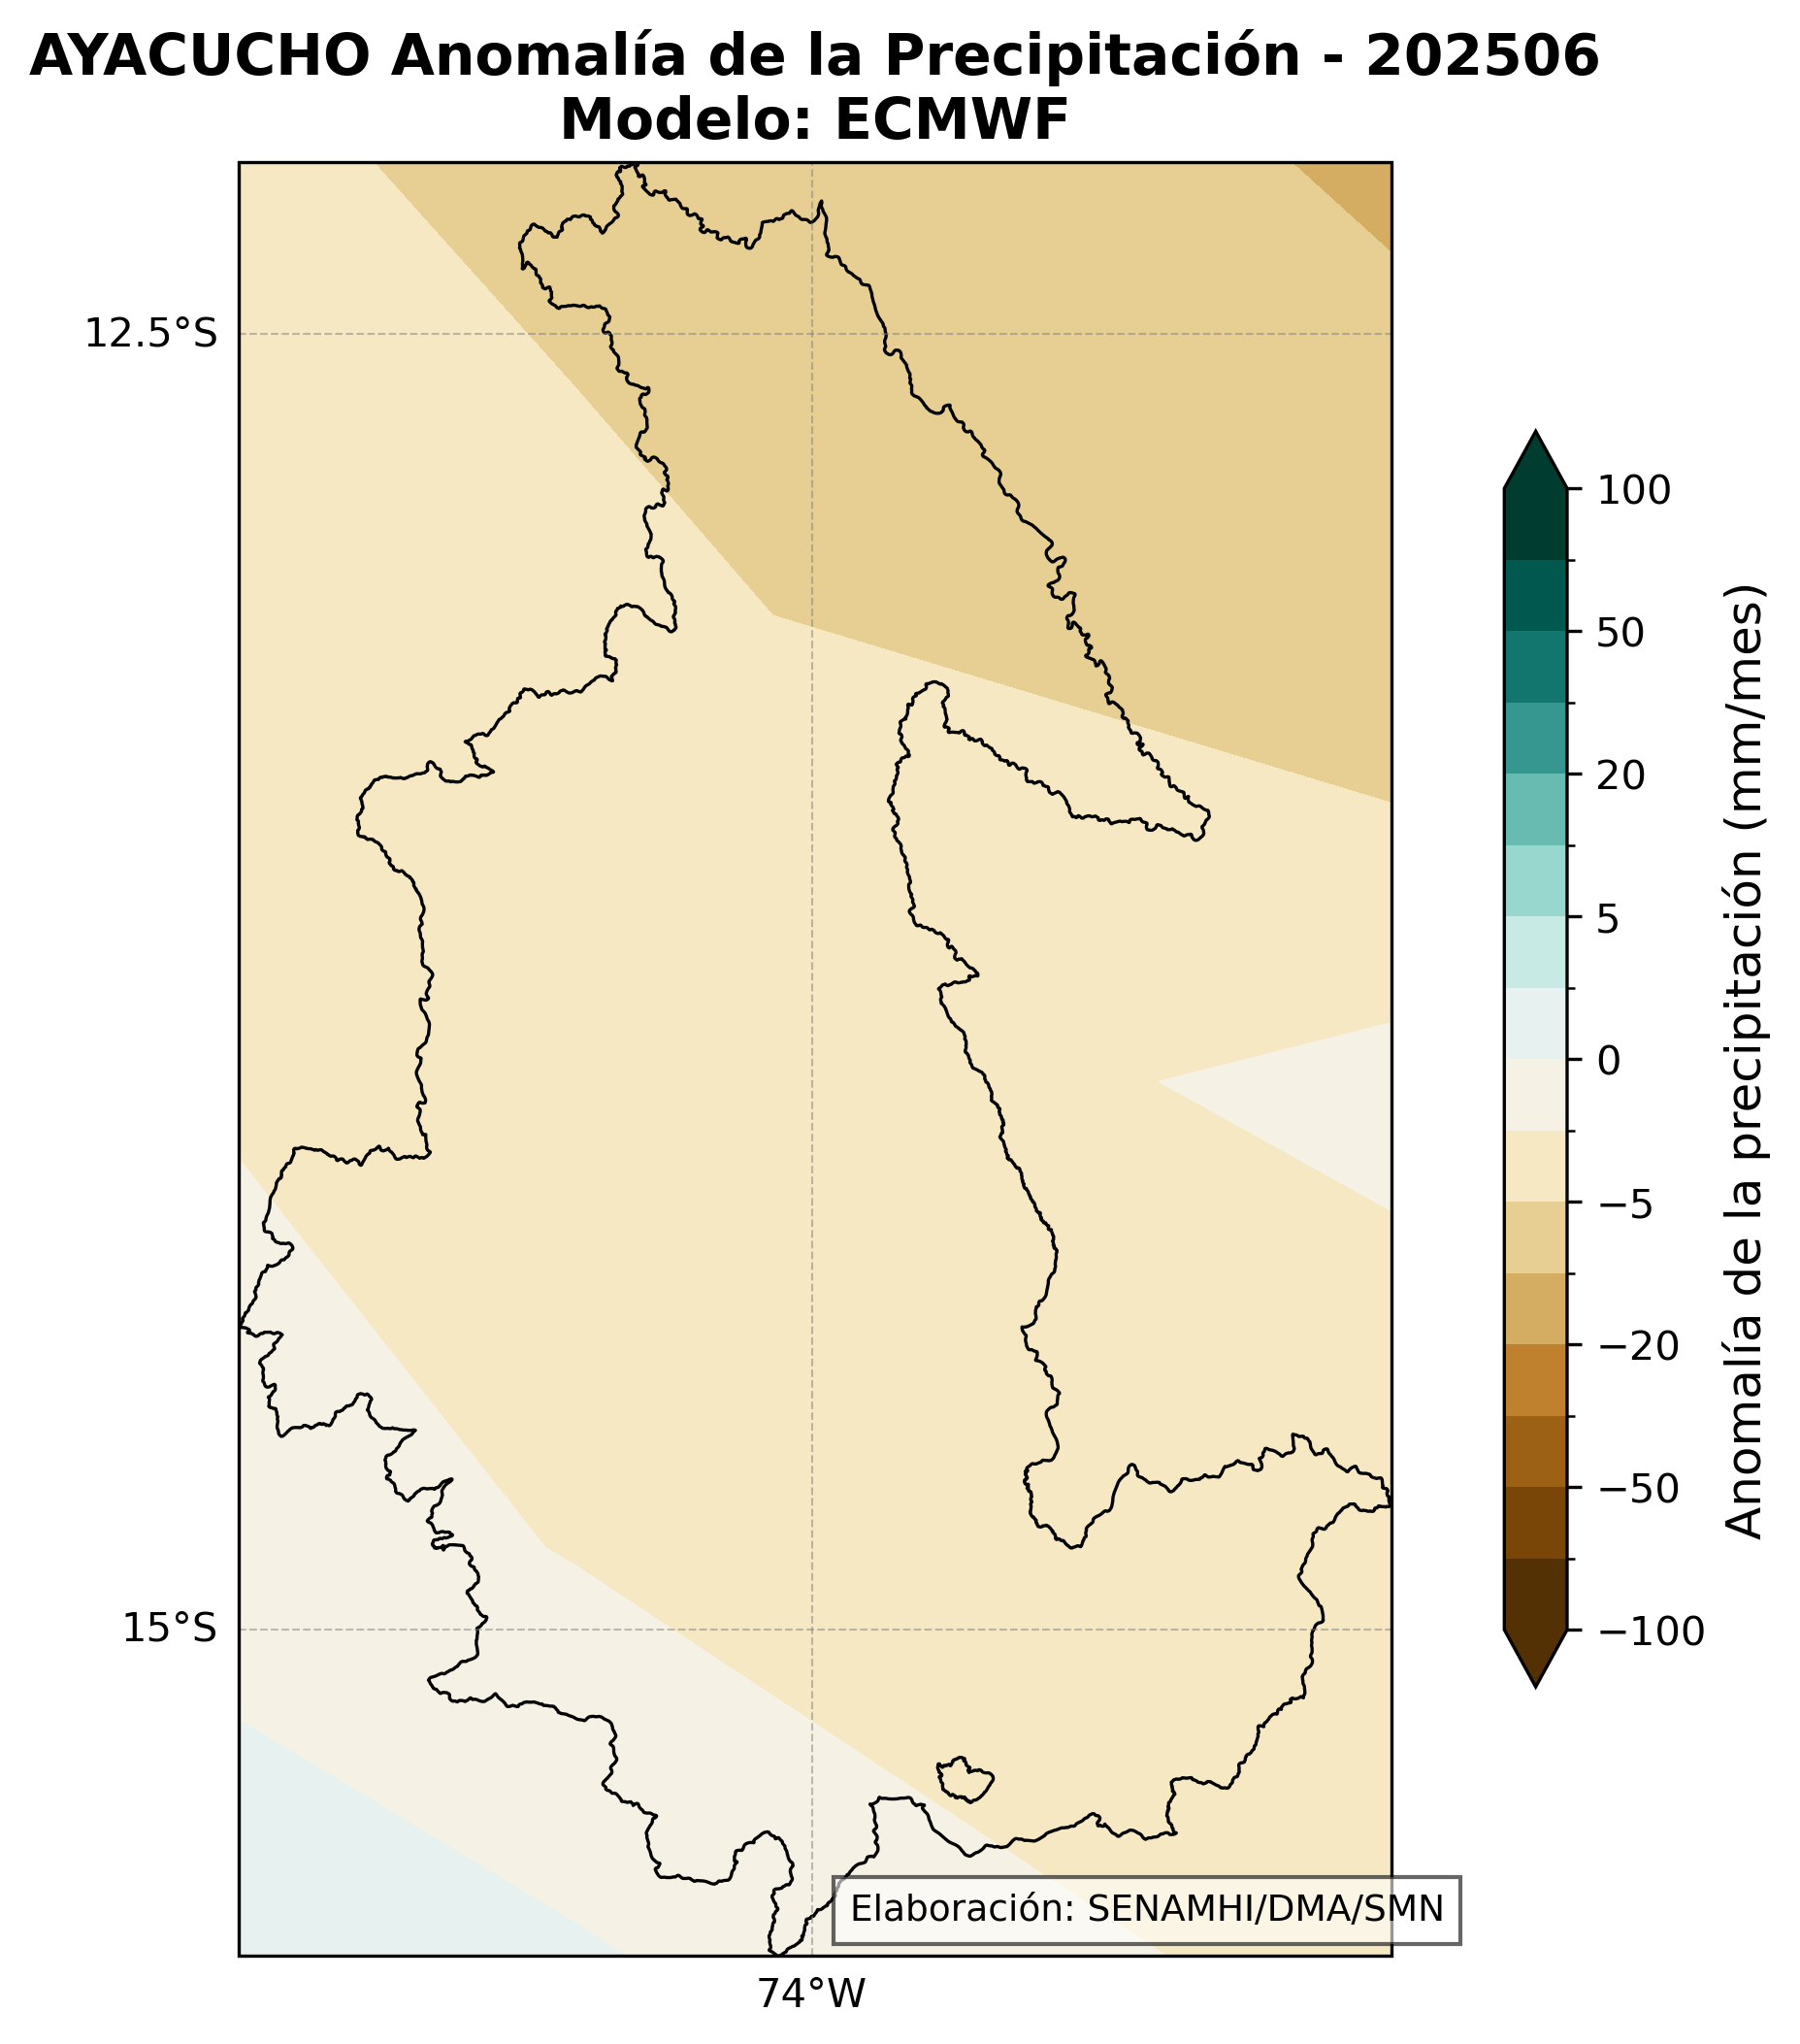 AYACUCHO Anomalía de la Precipitación - 202506
Modelo: ECMWF
12.5°S
15°S
74°W
100
50
20
5
0
−5
−20
−50
−100
Anomalía de la precipitación (mm/mes)
Elaboración: SENAMHI/DMA/SMN